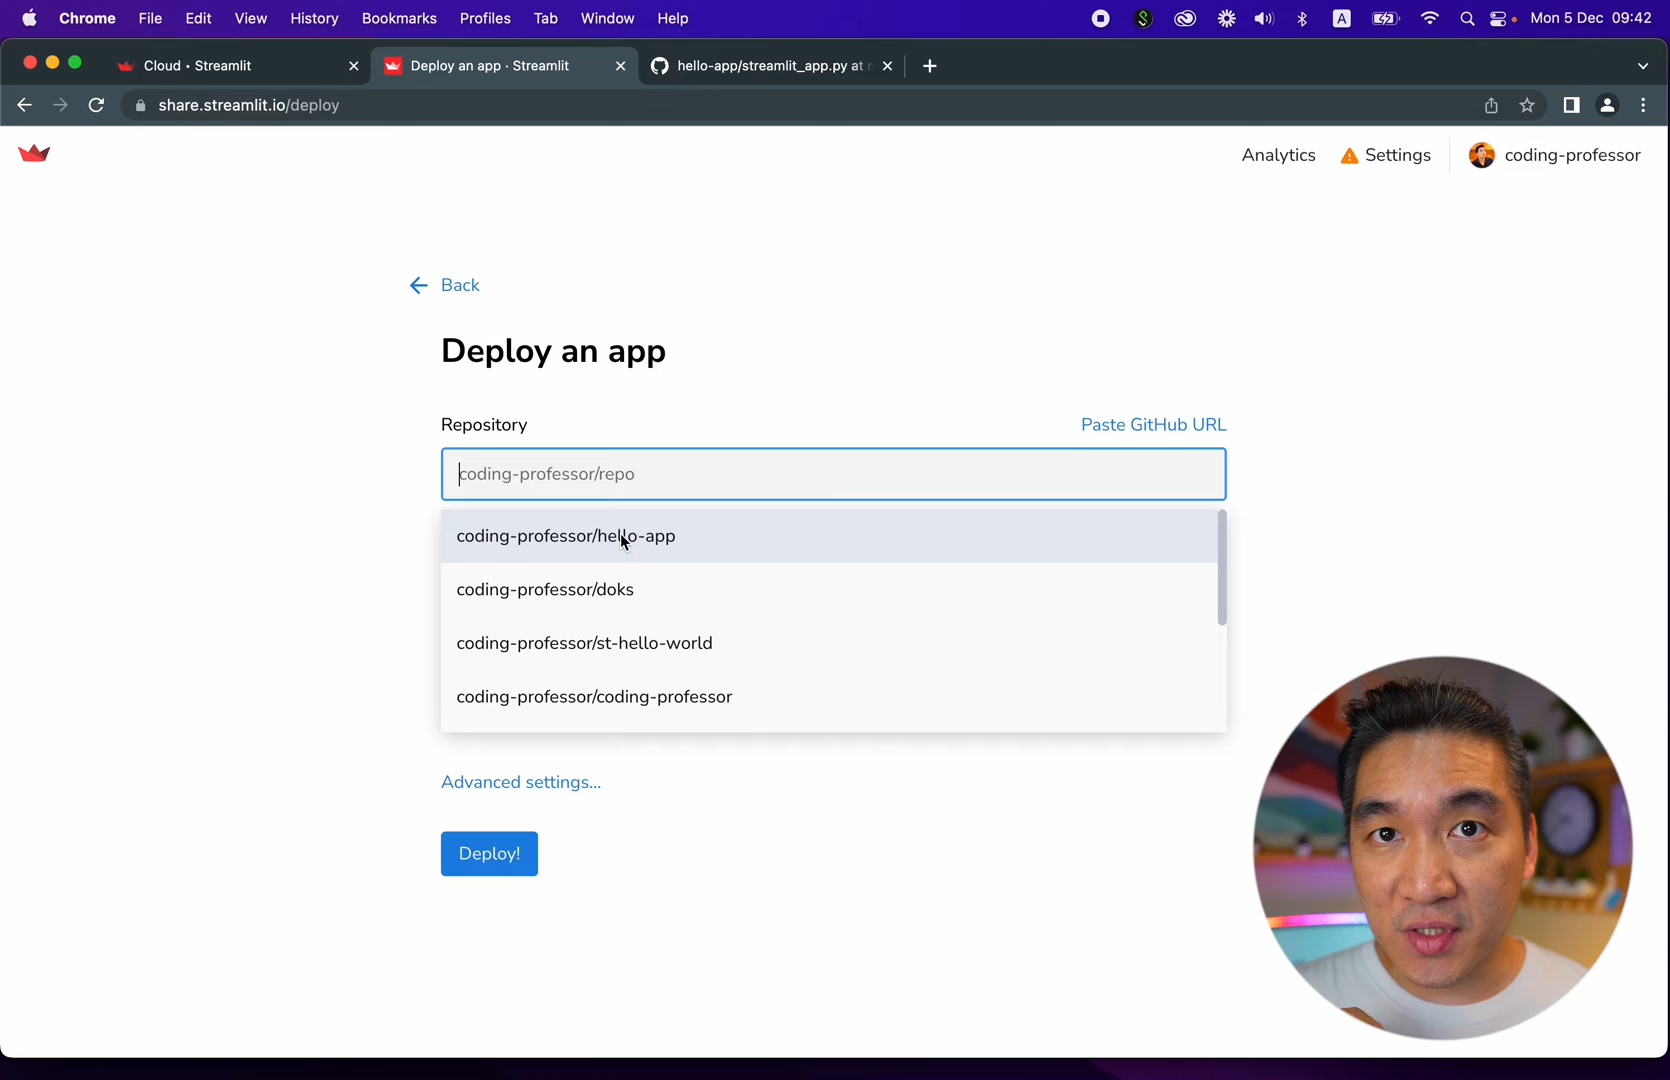 Chrome File Edit View History Bookmarks Profiles Tab Window Help A Mon 5 Dec 09:42
Cloud • Streamlit Deploy an app · Streamlit hello-app/streamlit_app.py at
share.streamlit.io/deploy
Analytics Settings coding-professor
Back
Deploy an app
Repository Paste GitHub URL
coding-professor/repo
coding-professor/hello-app
coding-professor/doks
coding-professor/st-hello-world
coding-professor/coding-professor
Advanced settings...
Deploy!